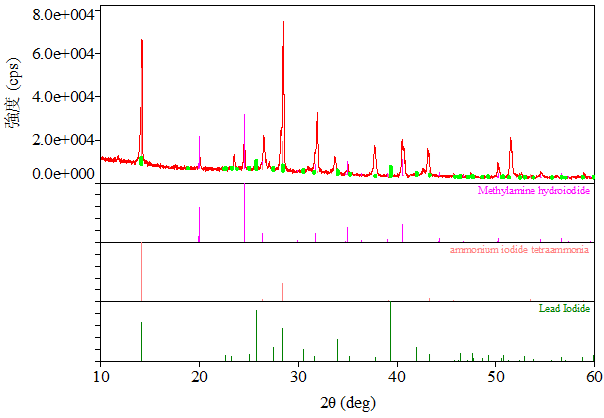 8.0e+004
6.0e+004
4.0e+004
2.0e+004
0.0e+000
強度 (cps)
Methylamine hydroiodide
ammonium iodide tetraammonia
Lead Iodide
10 20 30 40 50 60
2θ (deg)